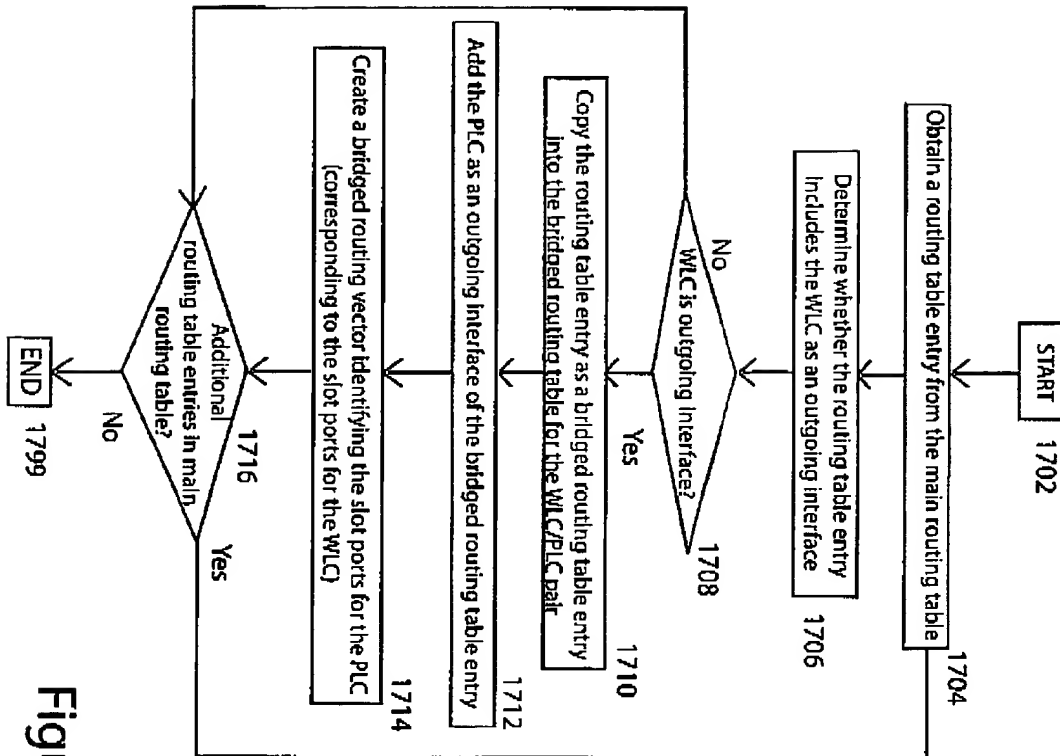 START
1702
Obtain a routing table entry from the main routing table
1704
Determine whether the routing table entry
includes the WLC as an outgoing interface
1706
WLC is outgoing interface?
1708
No
Yes
Copy the routing table entry as a bridged routing table entry
into the bridged routing table for the WLC/PLC pair
1710
Add the PLC as an outgoing interface of the bridged routing table entry
1712
Create a bridged routing vector identifying the slot ports for the PLC
(corresponding to the slot ports for the WLC)
1714
Additional
routing table entries in main
routing table?
1716
Yes
No
END
1799